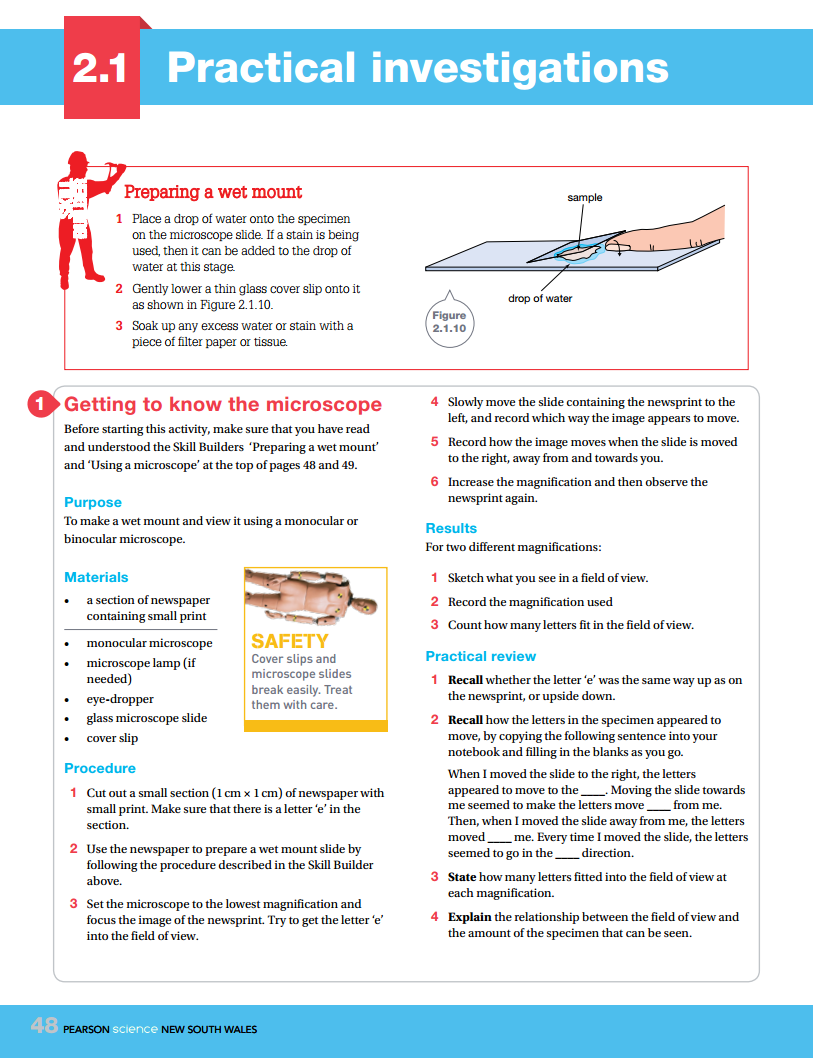 2.1 Practical investigations
Preparing a wet mount
1 Place a drop of water onto the specimen
on the microscope slide. If a stain is being
used, then it can be added to the drop of
water at this stage.
2 Gently lower a thin glass cover slip onto it
as shown in Figure 2.1.10.
3 Soak up any excess water or stain with a
piece of filter paper or tissue.
sample
drop of water
Figure
2.1.10
1 Getting to know the microscope
Before starting this activity, make sure that you have read
and understood the Skill Builders ‘Preparing a wet mount’
and ‘Using a microscope’ at the top of pages 48 and 49.
Purpose
To make a wet mount and view it using a monocular or
binocular microscope.
Materials
• a section of newspaper
containing small print
• monocular microscope
• microscope lamp (if
needed)
• eye-dropper
• glass microscope slide
• cover slip
SAFETY
Cover slips and
microscope slides
break easily. Treat
them with care.
Procedure
1 Cut out a small section (1 cm × 1 cm) of newspaper with
small print. Make sure that there is a letter ‘e’ in the
section.
2 Use the newspaper to prepare a wet mount slide by
following the procedure described in the Skill Builder
above.
3 Set the microscope to the lowest magnification and
focus the image of the newsprint. Try to get the letter ‘e’
into the field of view.
4 Slowly move the slide containing the newsprint to the
left, and record which way the image appears to move.
5 Record how the image moves when the slide is moved
to the right, away from and towards you.
6 Increase the magnification and then observe the
newsprint again.
Results
For two different magnifications:
1 Sketch what you see in a field of view.
2 Record the magnification used
3 Count how many letters fit in the field of view.
Practical review
1 Recall whether the letter ‘e’ was the same way up as on
the newsprint, or upside down.
2 Recall how the letters in the specimen appeared to
move, by copying the following sentence into your
notebook and filling in the blanks as you go.
When I moved the slide to the right, the letters
appeared to move to the ____. Moving the slide towards
me seemed to make the letters move ____ from me.
Then, when I moved the slide away from me, the letters
moved ____ me. Every time I moved the slide, the letters
seemed to go in the ____ direction.
3 State how many letters fitted into the field of view at
each magnification.
4 Explain the relationship between the field of view and
the amount of the specimen that can be seen.
48 PEARSON science NEW SOUTH WALES